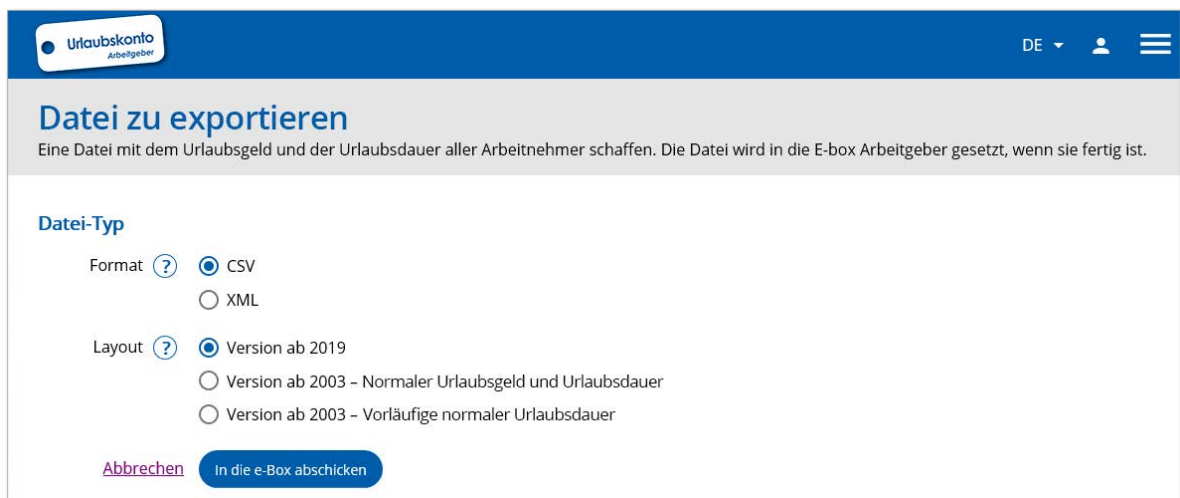 Urlaubskonto
Arbeitgeber
DE
Datei zu exportieren
Eine Datei mit dem Urlaubsgeld und der Urlaubsdauer aller Arbeitnehmer schaffen. Die Datei wird in die E-box Arbeitgeber gesetzt, wenn sie fertig ist.
Datei-Typ
Format ? CSV
XML
Layout ? Version ab 2019
Version ab 2003 – Normaler Urlaubsgeld und Urlaubsdauer
Version ab 2003 – Vorläufige normaler Urlaubsdauer
Abbrechen In die e-Box abschicken